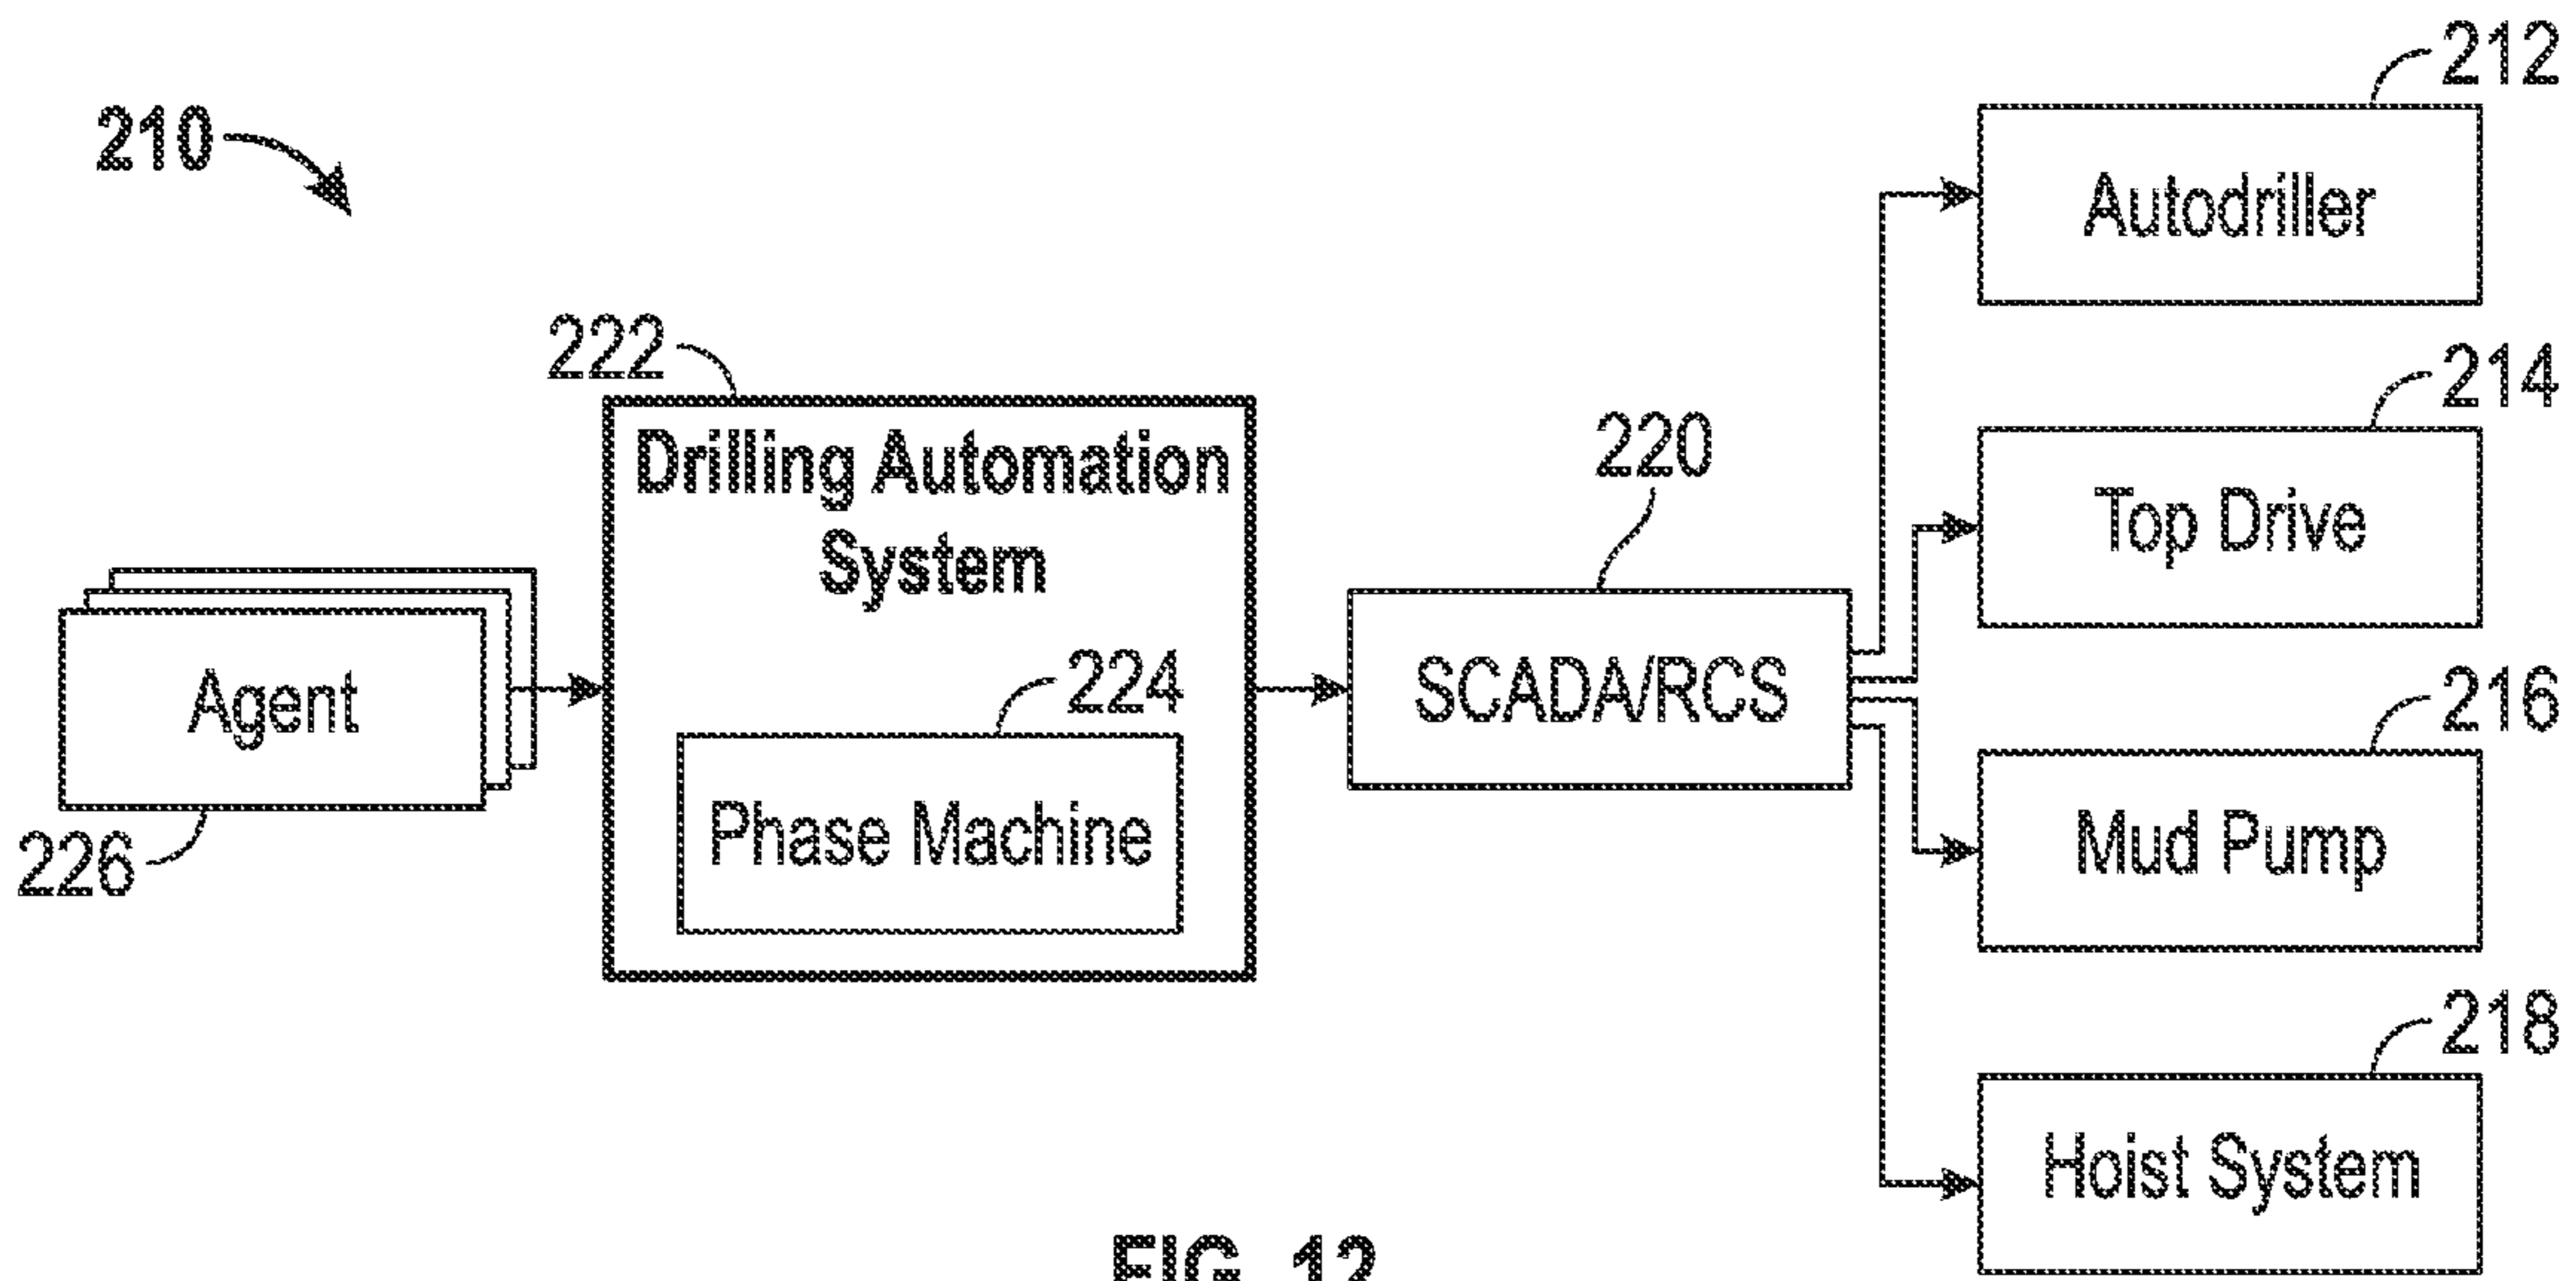 210
212
Autodriller
222
Drilling Automation
System
214
Top Drive
220
SCADA/RCS
Agent
226
224
Phase Machine
216
Mud Pump
218
Hoist System
FIG. 12